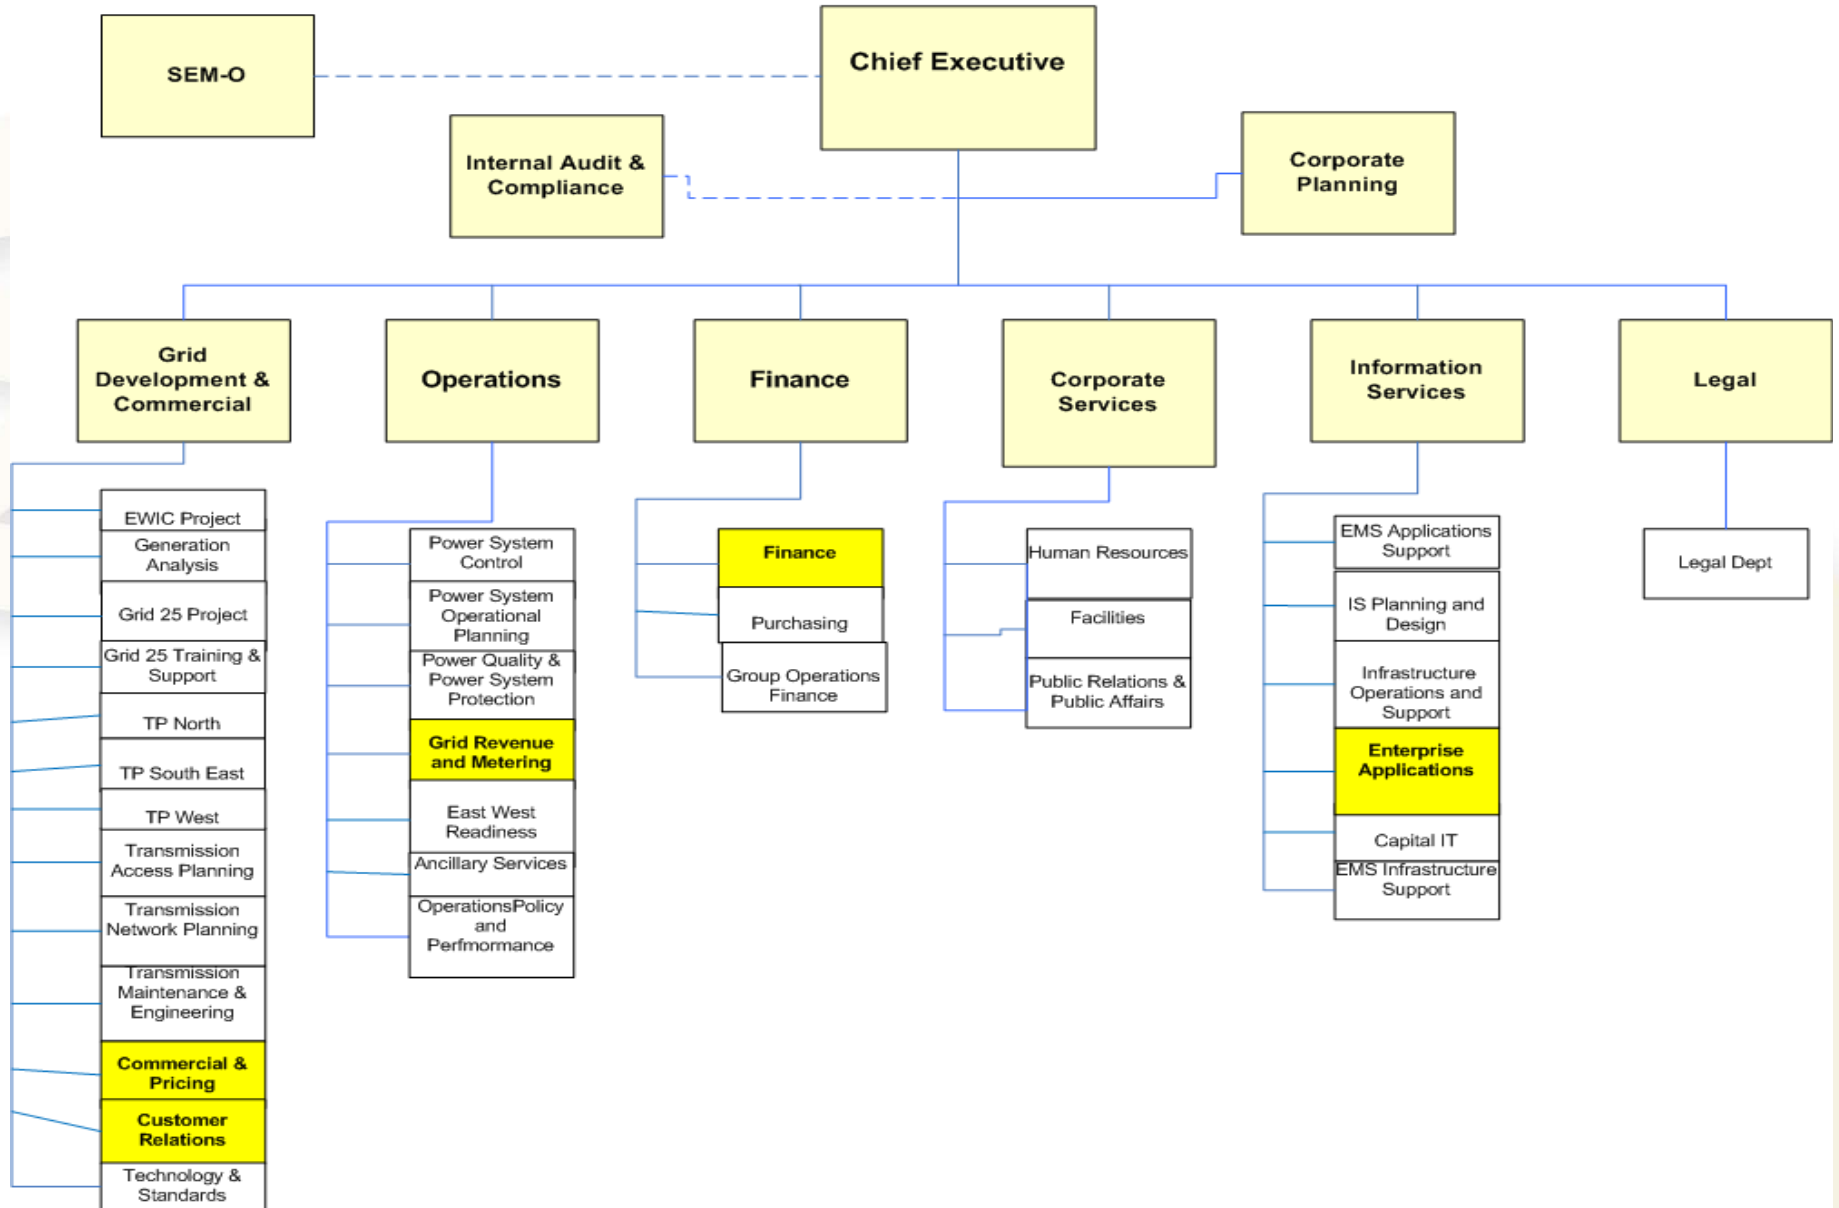 SEM-O
Chief Executive
Internal Audit &
Compliance
Corporate
Planning
Grid
Development &
Commercial
Operations
Finance
Corporate
Services
Information
Services
Legal
EWIC Project
Generation
Analysis
Grid 25 Project
Grid 25 Training &
Support
TP North
TP South East
TP West
Transmission
Access Planning
Transmission
Network Planning
Transmission
Maintenance &
Engineering
Commercial &
Pricing
Customer
Relations
Technology &
Standards
Power System
Control
Power System
Operational
Planning
Power Quality &
Power System
Protection
Grid Revenue
and Metering
East West
Readiness
Ancillary Services
OperationsPolicy
and
Perfmormance
Finance
Purchasing
Group Operations
Finance
Human Resources
Facilities
Public Relations &
Public Affairs
EMS Applications
Support
IS Planning and
Design
Infrastructure
Operations and
Support
Enterprise
Applications
Capital IT
EMS Infrastructure
Support
Legal Dept